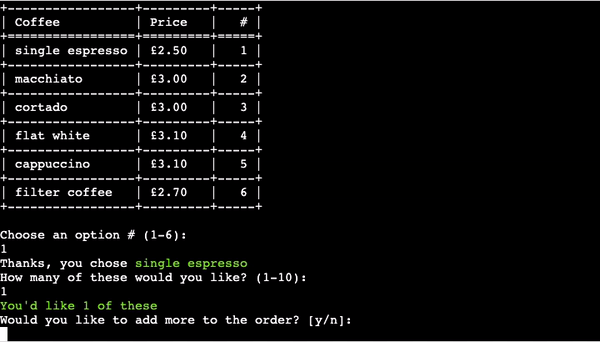 +-----------------+---------+-----+
| Coffee          | Price   |   # |
+=================+=========+=====+
| single espresso | £2.50   |   1 |
+-----------------+---------+-----+
| macchiato       | £3.00   |   2 |
+-----------------+---------+-----+
| cortado         | £3.00   |   3 |
+-----------------+---------+-----+
| flat white      | £3.10   |   4 |
+-----------------+---------+-----+
| cappuccino      | £3.10   |   5 |
+-----------------+---------+-----+
| filter coffee   | £2.70   |   6 |
+-----------------+---------+-----+
Choose an option # (1-6):
1
Thanks, you chose single espresso
How many of these would you like? (1-10):
1
You'd like 1 of these
Would you like to add more to the order? [y/n]: